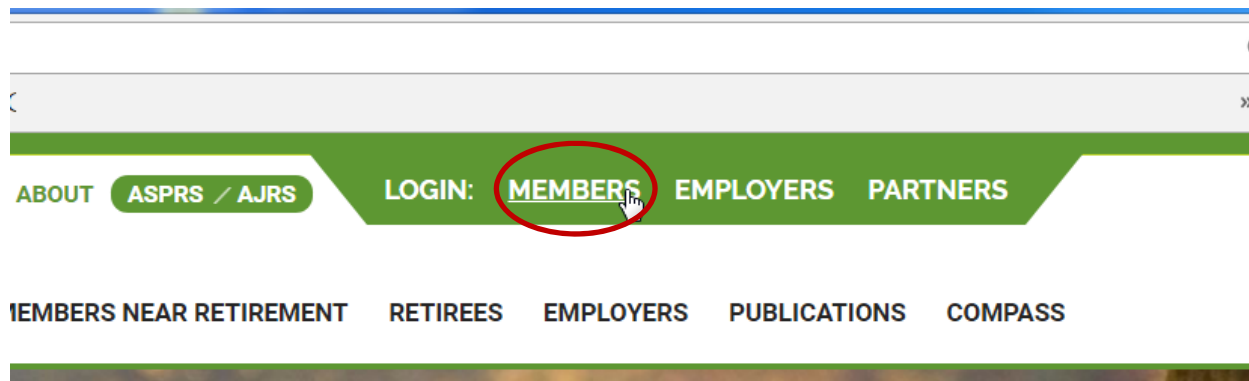 »
ABOUT ASPRS / AJRS LOGIN: MEMBERS EMPLOYERS PARTNERS
MEMBERS NEAR RETIREMENT RETIREES EMPLOYERS PUBLICATIONS COMPASS